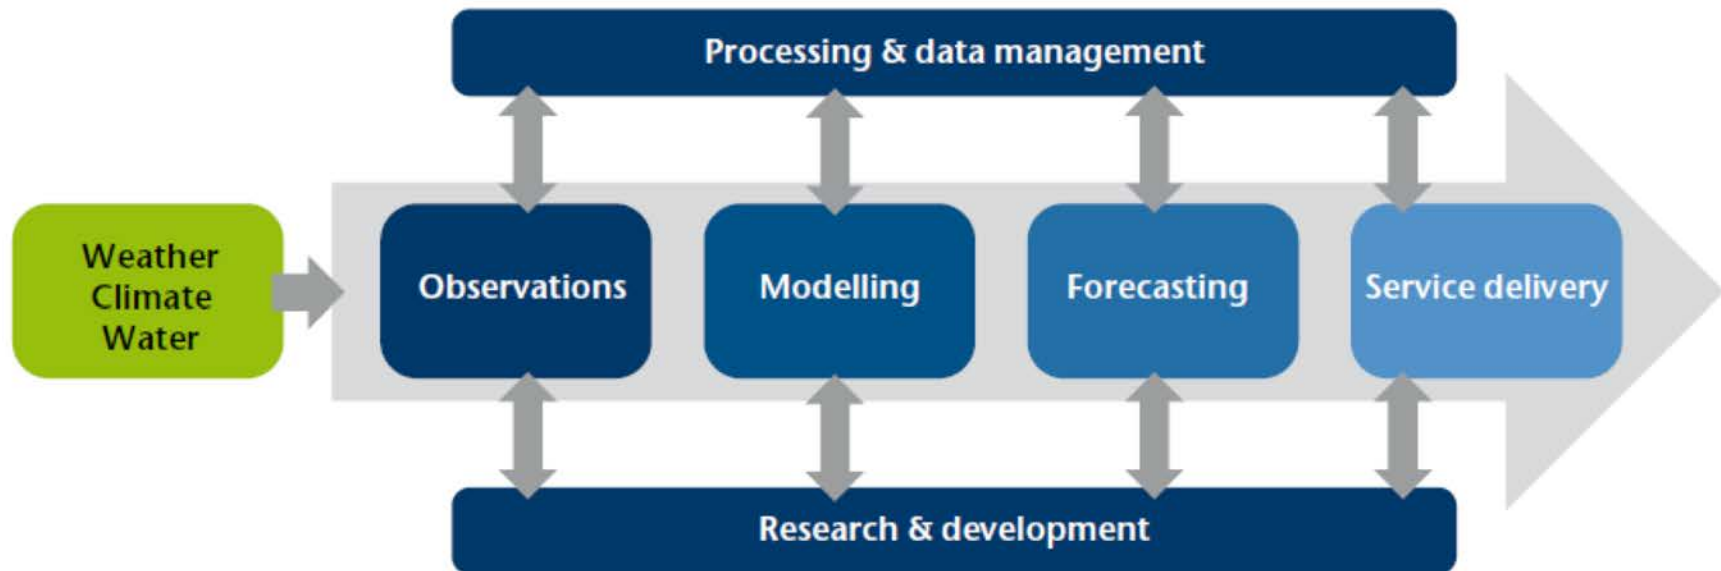 Processing & data management
Weather
Climate
Water
Observations
Modelling
Forecasting
Service delivery
Research & development